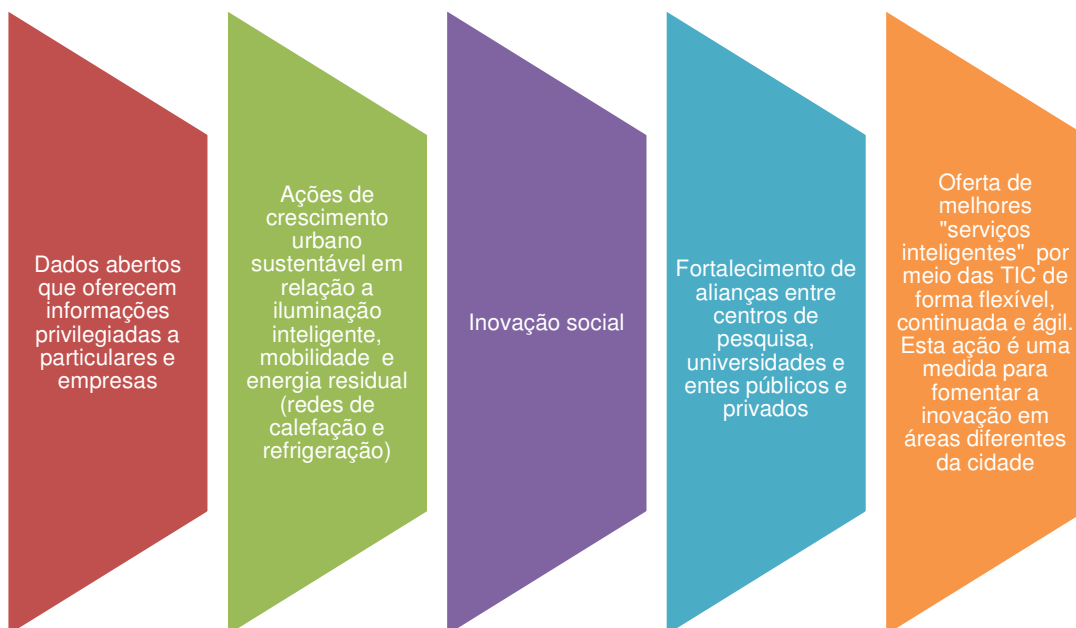 Dados abertos
que oferecem
informações
privilegiadas a
particulares e
empresas
Ações de
crescimento
urbano
sustentável em
relação a
iluminação
inteligente,
mobilidade e
energia residual
(redes de
calefação e
refrigeração)
Inovação social
Fortalecimento de
alianças entre
centros de
pesquisa,
universidades e
entes públicos e
privados
Oferta de
melhores
"serviços
inteligentes" por
meio das TIC de
forma flexível,
continuada e ágil.
Esta ação é uma
medida para
fomentar a
inovação em
áreas diferentes
da cidade